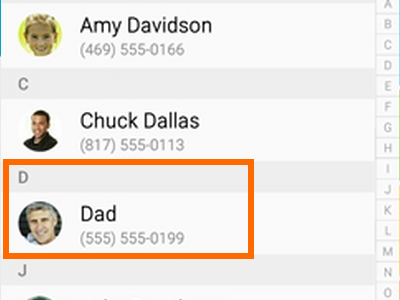 Amy Davidson
(469) 555-0166
C
Chuck Dallas
(817) 555-0113
D
Dad
(555) 555-0199
J
A
B
C
D
E
F
G
H
I
J
K
L
M
N
O